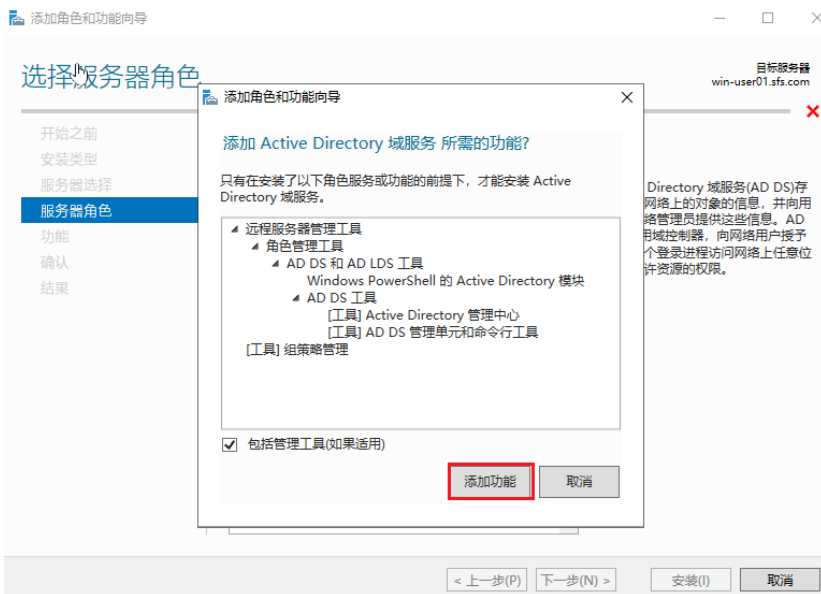 添加角色和功能向导
选择服务器角色
目标服务器
win-user01.sfs.com
开始之前
安装类型
服务器选择
服务器角色
功能
确认
结果
添加角色和功能向导
添加 Active Directory 域服务 所需的功能?
只有在安装了以下角色服务或功能的前提下，才能安装 Active
Directory 域服务。
远程服务器管理工具
角色管理工具
AD DS 和 AD LDS 工具
Windows PowerShell 的 Active Directory 模块
AD DS 工具
[工具] Active Directory 管理中心
[工具] AD DS 管理单元和命令行工具
[工具] 组策略管理
包括管理工具(如果适用)
添加功能
取消
Directory 域服务(AD DS)存
网络上的对象的信息，并向用
络管理员提供这些信息。AD
用域控制器，向网络用户授予
个登录进程访问网络上任意位
许资源的权限。
< 上一步(P)
下一步(N) >
安装(I)
取消